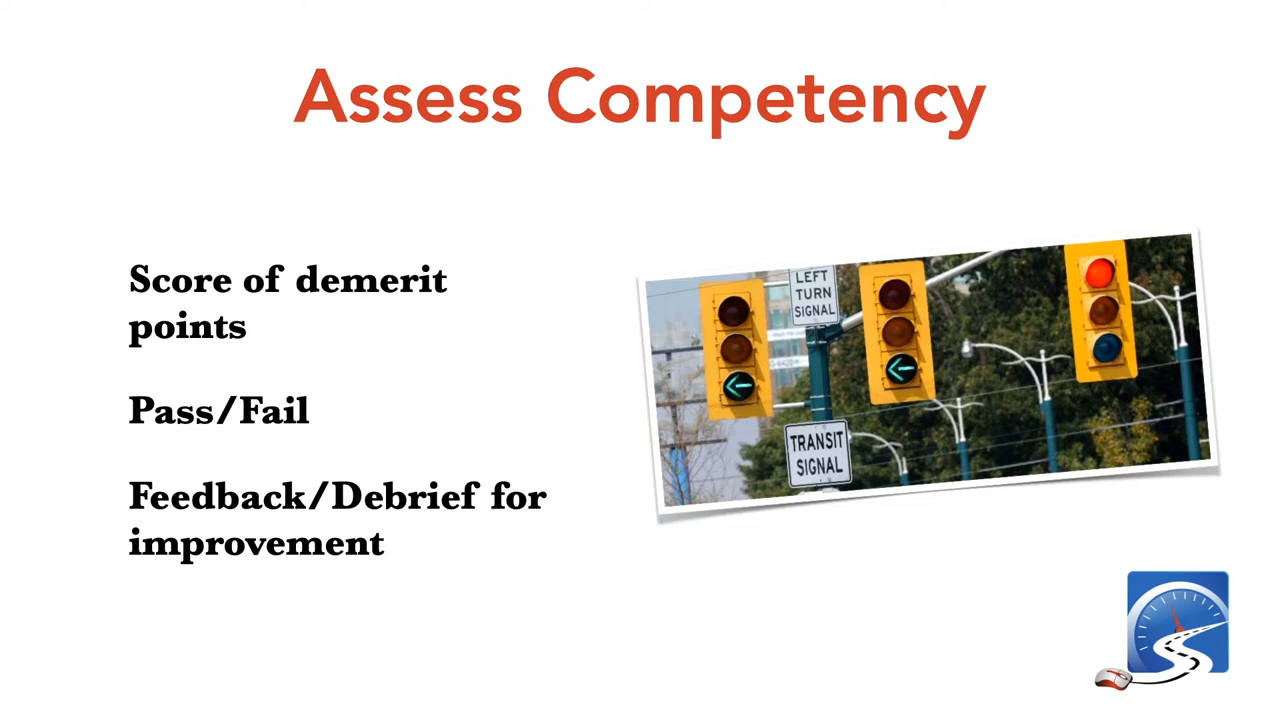 Assess Competency
Score of demerit
points
Pass/Fail
Feedback/Debrief for
improvement
LEFT
TURN
SIGNAL
TRANSIT
SIGNAL